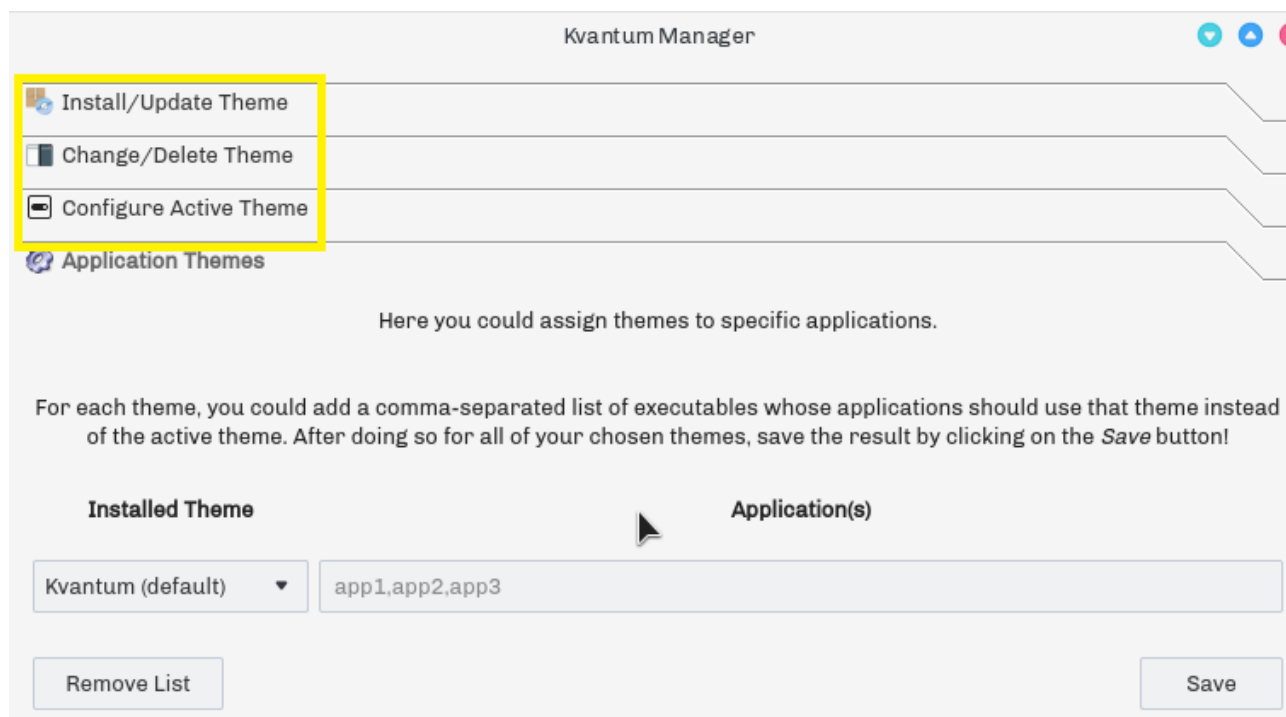 Kvantum Manager
Install/Update Theme
Change/Delete Theme
Configure Active Theme
Application Themes
Here you could assign themes to specific applications.
For each theme, you could add a comma-separated list of executables whose applications should use that theme instead
of the active theme. After doing so for all of your chosen themes, save the result by clicking on the Save button!
Installed Theme Application(s)
Kvantum (default) app1,app2,app3
Remove List Save